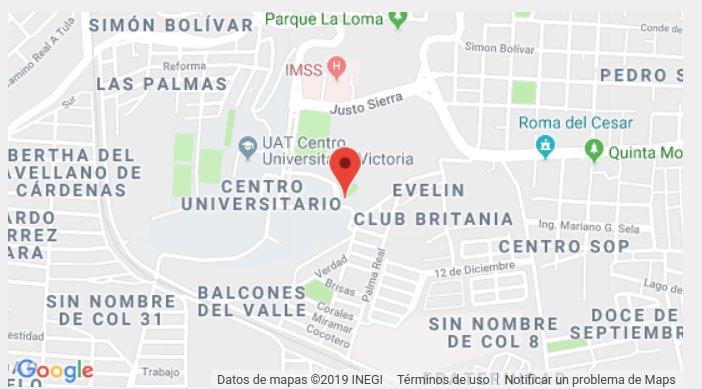 Parque La Loma
SIMÓN BOLÍVAR
Camino Real A Tula
Conde de
Simon Bolívar
Reforma
IMSS
H
PEDRO S
LAS PALMAS
Sur
Justo Sierra
Roma del Cesar
UAT Centro
Universitario Victoria
Quinta Mo
BERTHA DEL
AVELLANO DE
CÁRDENAS
CENTRO
UNIVERSITARIO
EVELIN
CLUB BRITANIA
ARDO
RREZ
ARA
Ing. Mariano G. Sela
CENTRO SOP
Palma Real
Verdad
12 de Diciembre
Brisas
BALCONES
DEL VALLE
SIN NOMBRE
DE COL 31
Corales
Miramar
Cocotero
SIN NOMBRE
DE COL 8
DOCE DE
SEPTIEMBR
estidad
Trabajo
ELO
FRATERNIDAD
Google
Datos de mapas ©2019 INEGI
Términos de uso
Notificar un problema de Maps